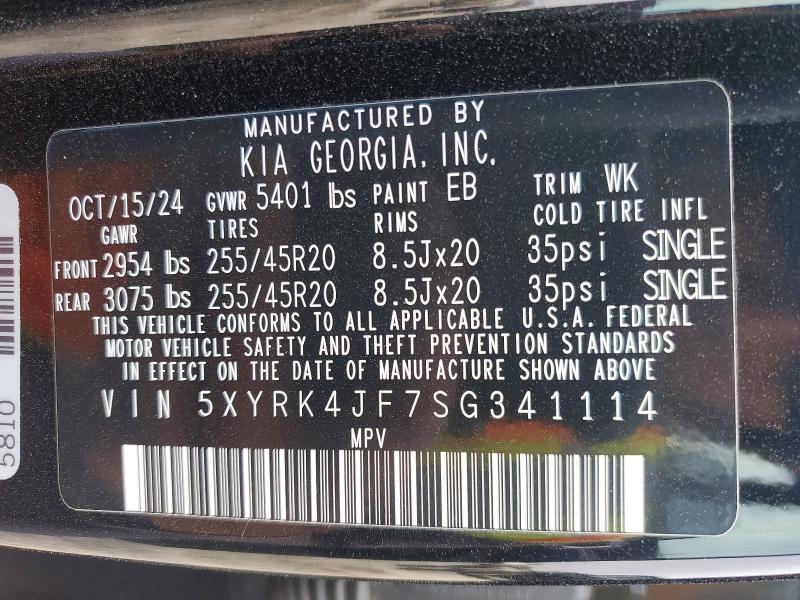 MANUFACTURED BY
KIA GEORGIA, INC.
OCT/15/24 GVWR 5401 lbs PAINT EB TRIM WK
GAWR TIRES RIMS COLD TIRE INFL
FRONT 2954 lbs 255/45R20 8.5Jx20 35psi SINGLE
REAR 3075 lbs 255/45R20 8.5Jx20 35psi SINGLE
THIS VEHICLE CONFORMS TO ALL APPLICABLE U.S.A. FEDERAL
MOTOR VEHICLE SAFETY AND THEFT PREVENTION STANDARDS
IN EFFECT ON THE DATE OF MANUFACTURE SHOWN ABOVE
VIN 5XYRK4JF7SG341114
MPV
5810